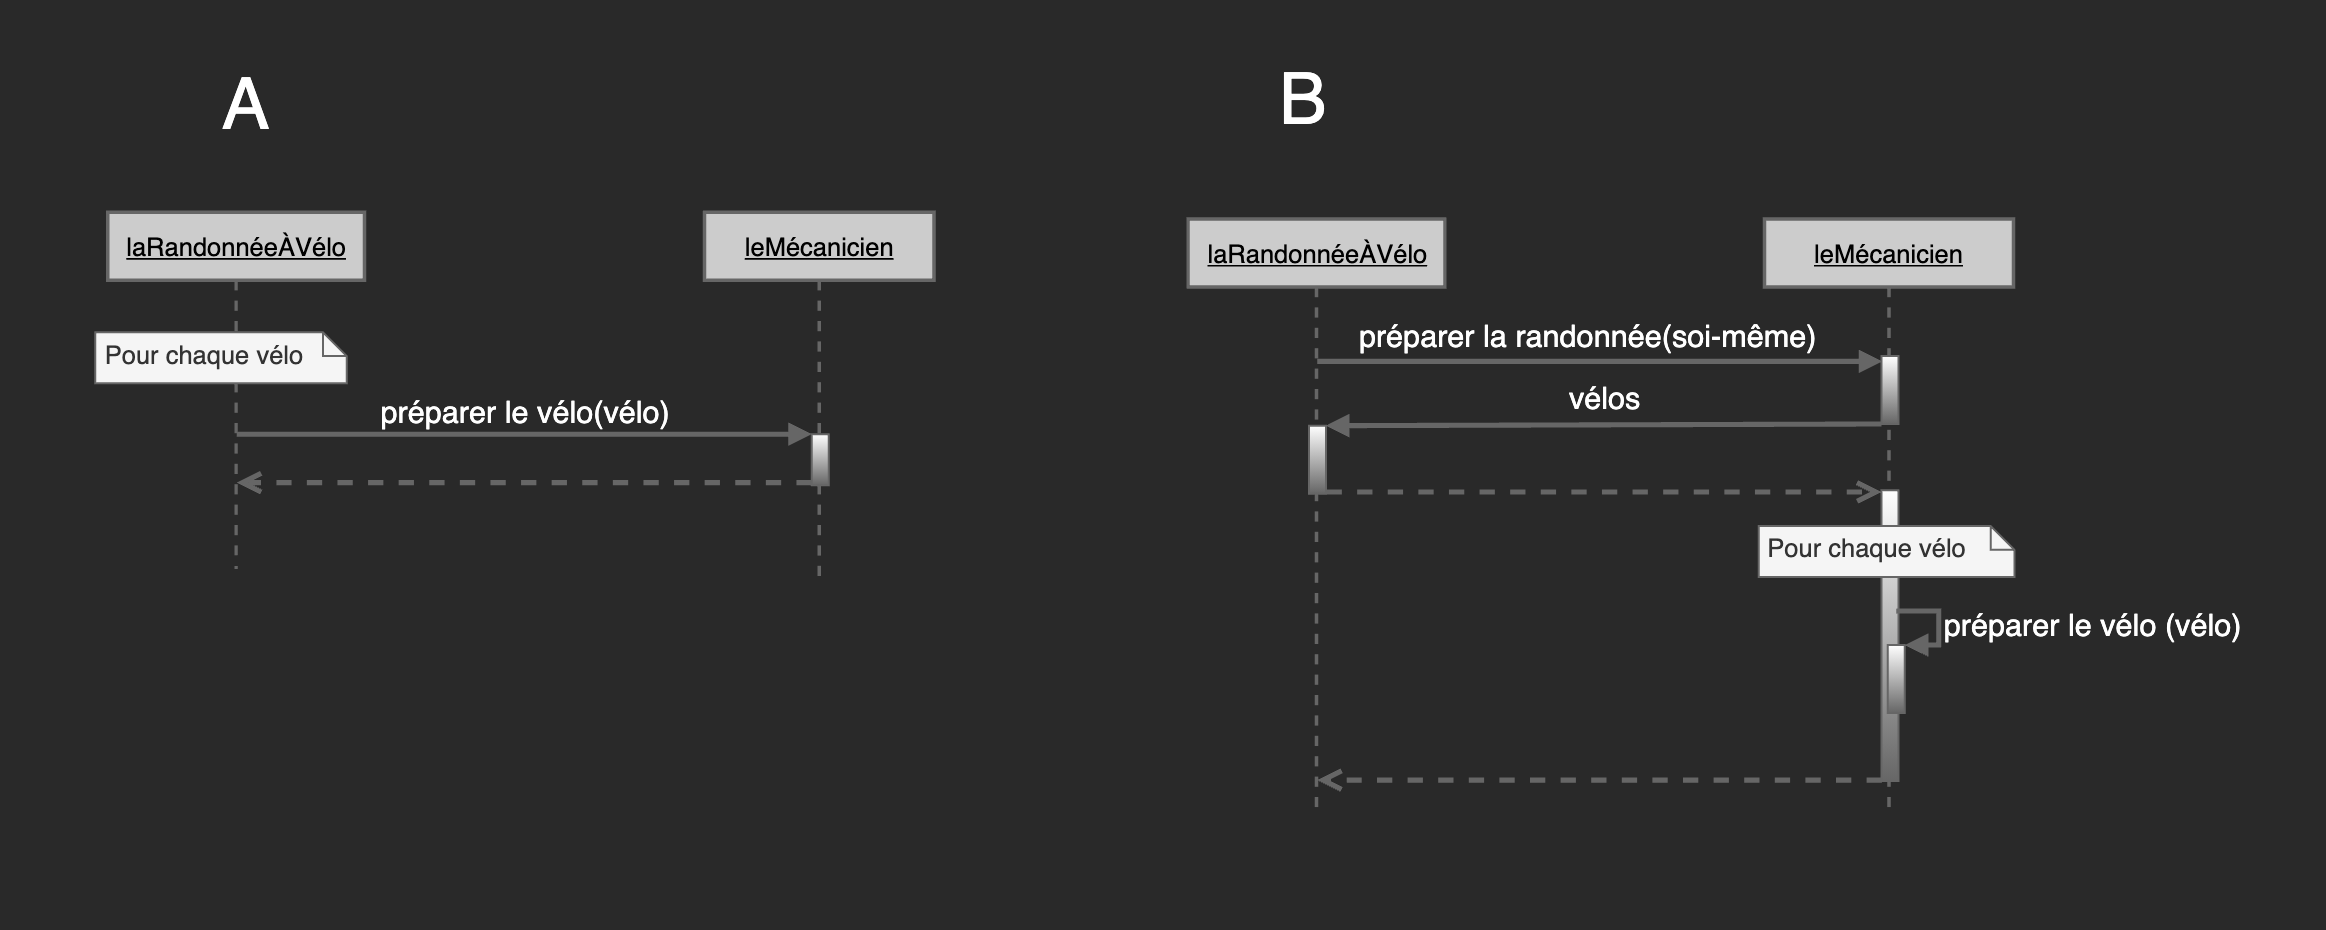 A
laRandonnéeÀVélo
leMécanicien
Pour chaque vélo
préparer le vélo(vélo)
B
laRandonnéeÀVélo
leMécanicien
préparer la randonnée(soi-même)
vélos
Pour chaque vélo
préparer le vélo (vélo)